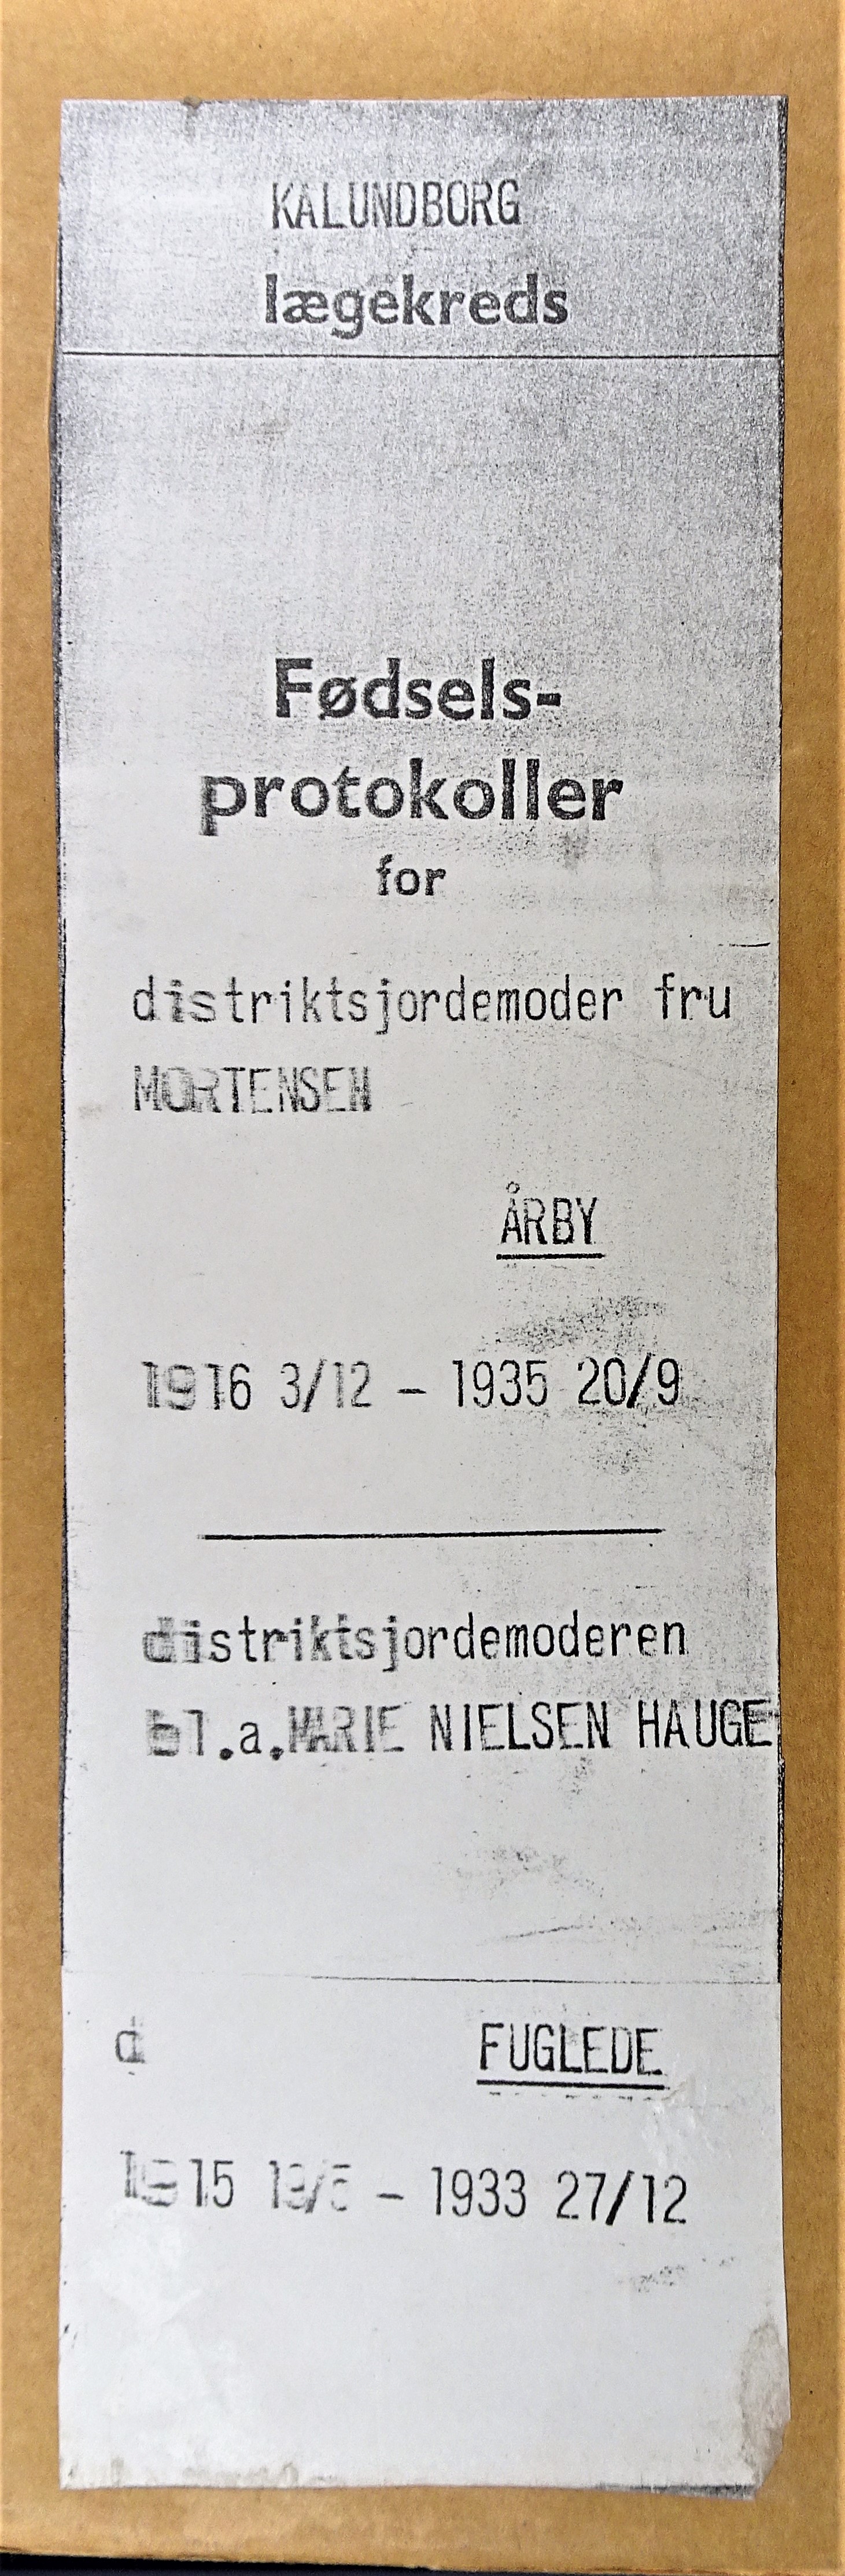 KALUNDBORG
lægekreds
Fødsels-
protokoller
for
distriktsjordemoder fru
MORTENSEN
ÅRBY
1916 3/12 – 1935 20/9
distriktsjordemoderen
bl.a.MARIE NIELSEN HAUGE
d FUGLEDE
1915 – 1933 27/12